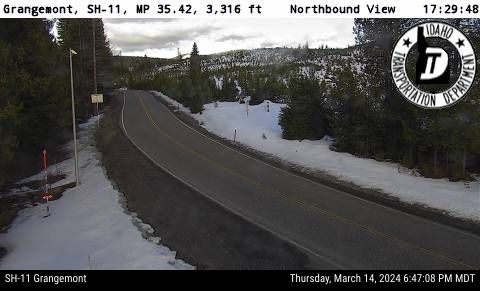 Grangemont, SH-11, MP 35.42, 3,316 ft Northbound View 17:29:48
IDAHO
TRANSPORTATION DEPARTMENT
SH-11 Grangemont Thursday, March 14, 2024 6:47:08 PM MDT